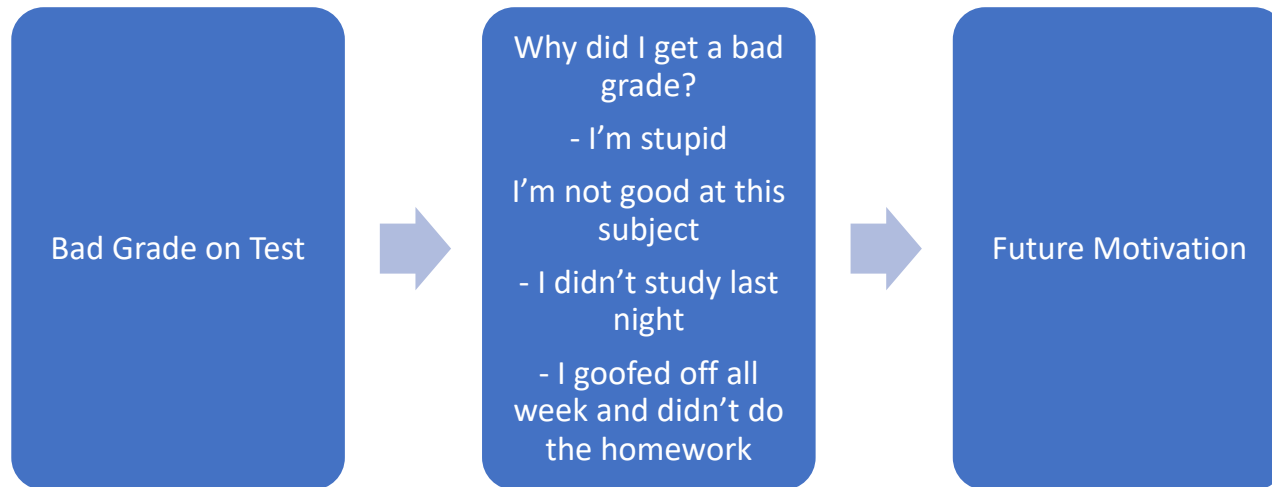 Bad Grade on Test
Why did I get a bad
grade?
- I’m stupid
I’m not good at this
subject
- I didn’t study last
night
- I goofed off all
week and didn’t do
the homework
Future Motivation